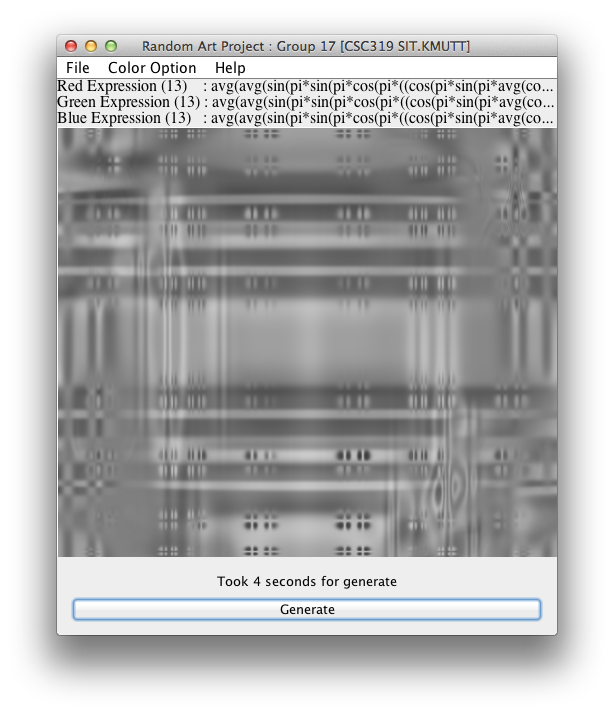 Random Art Project : Group 17 [CSC319 SIT.KMUTT]
File Color Option Help
Red Expression (13) : avg(avg(sin(pi*sin(pi*cos(pi*((cos(pi*sin(pi*avg(co...
Green Expression (13) : avg(avg(sin(pi*sin(pi*cos(pi*((cos(pi*sin(pi*avg(co...
Blue Expression (13) : avg(avg(sin(pi*sin(pi*cos(pi*((cos(pi*sin(pi*avg(co...
Took 4 seconds for generate
Generate